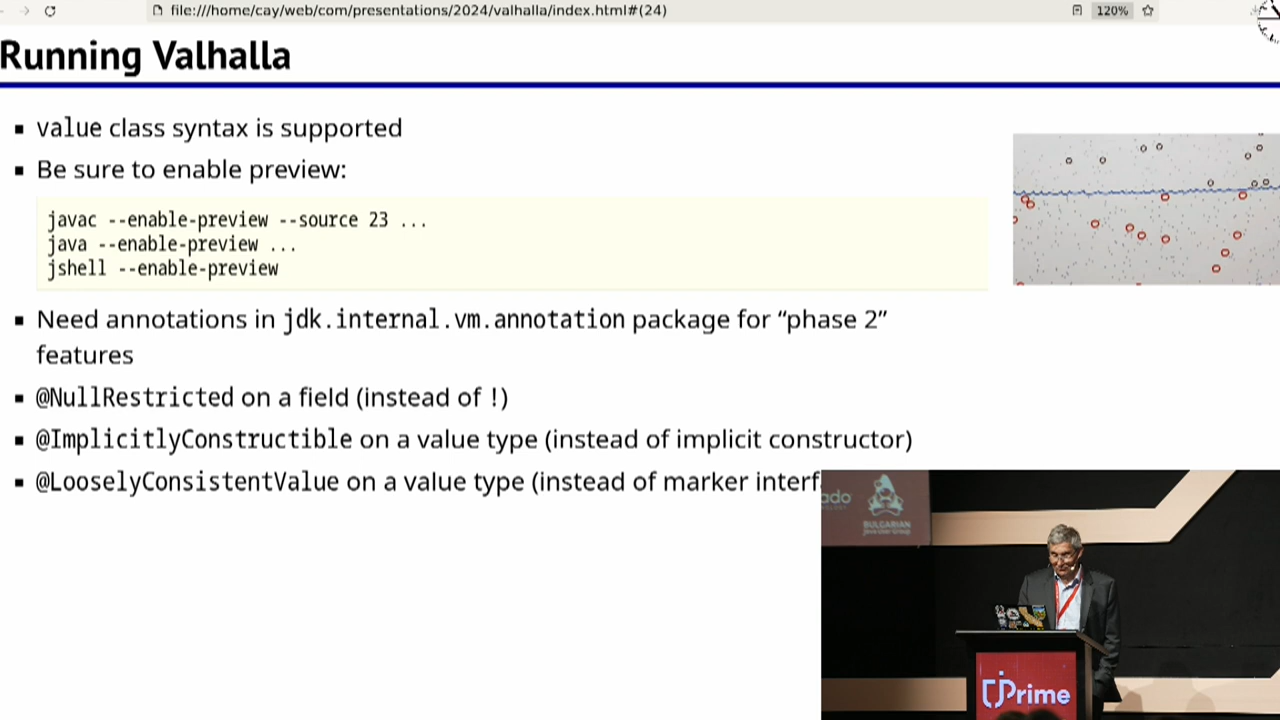 file:///home/cay/web/com/presentations/2024/valhalla/index.html#(24)
120%
Running Valhalla
value class syntax is supported
Be sure to enable preview:
javac --enable-preview --source 23 ...
java --enable-preview ...
jshell --enable-preview
Need annotations in jdk.internal.vm.annotation package for “phase 2”
features
@NullRestricted on a field (instead of !)
@ImplicitlyConstructible on a value type (instead of implicit constructor)
@LooselyConsistentValue on a value type (instead of marker interf
ado
BULGARIAN
Java User Group
jPrime